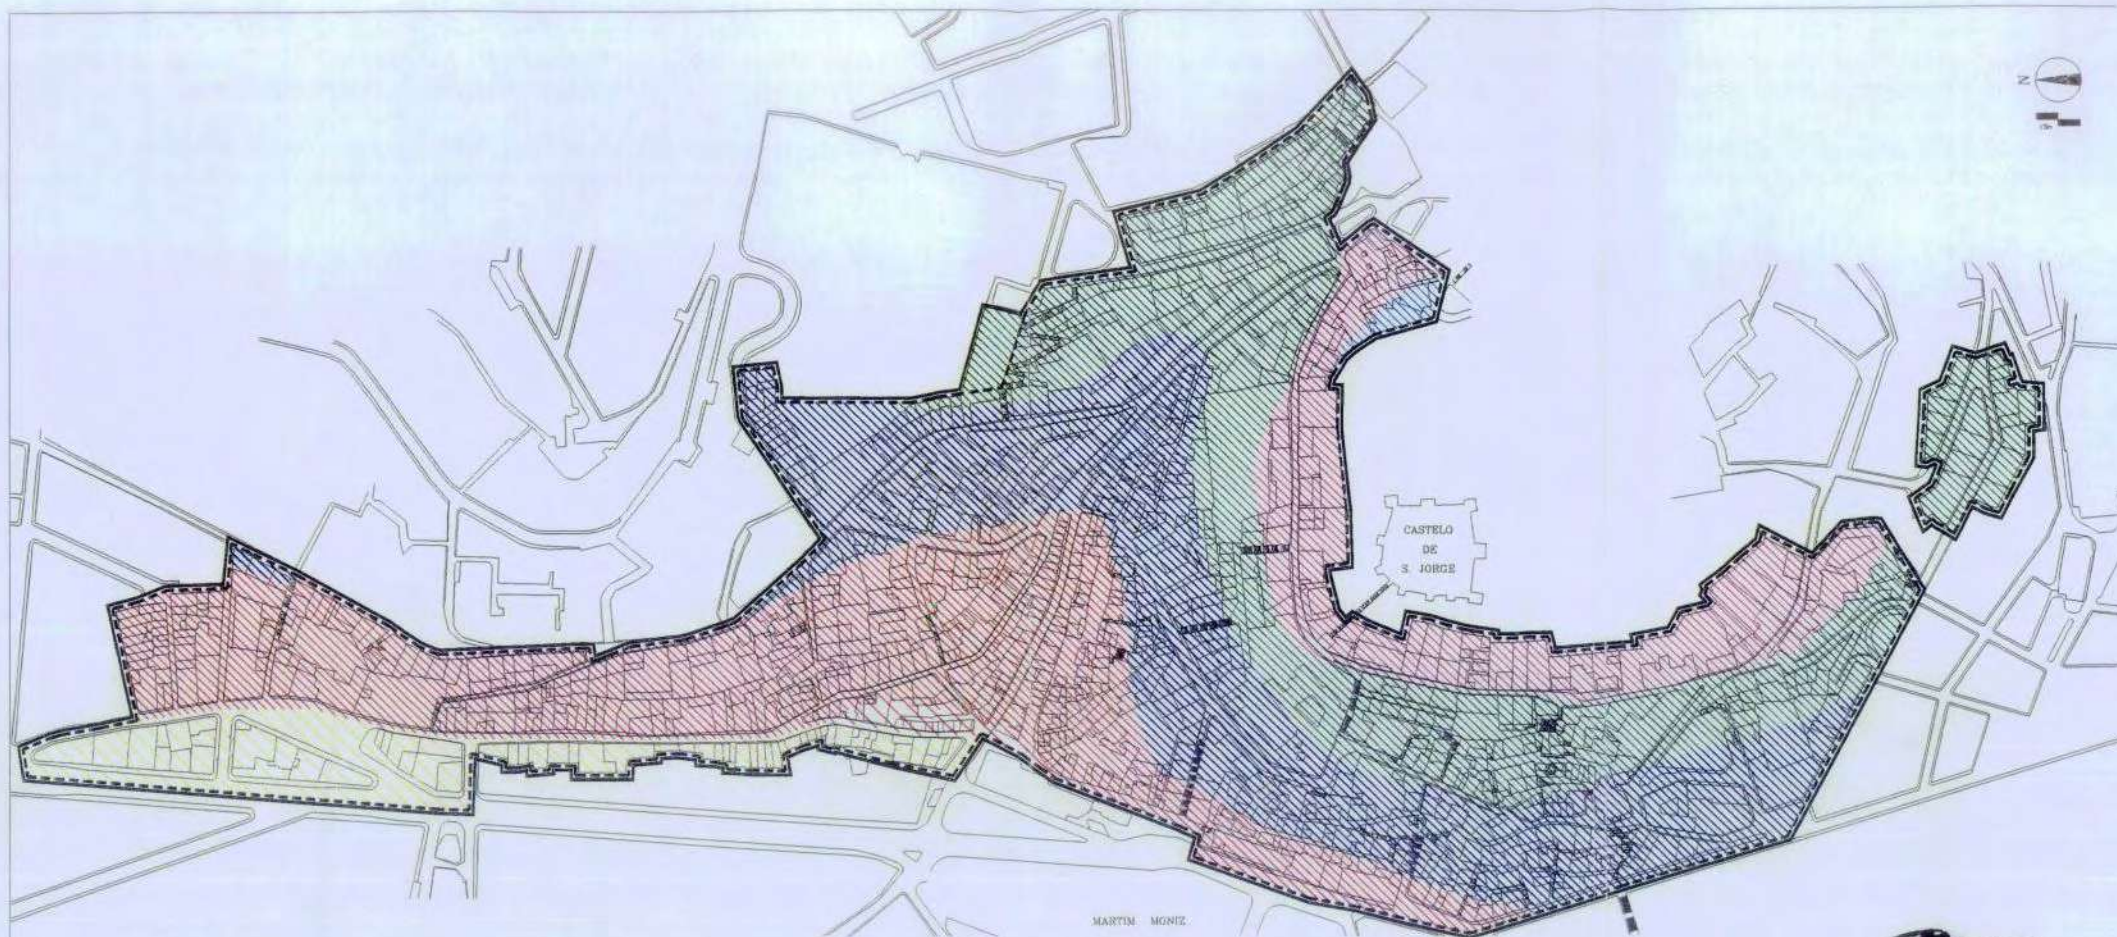 N
CASTELO
DE
S. JORGE
MARTIM MONIZ